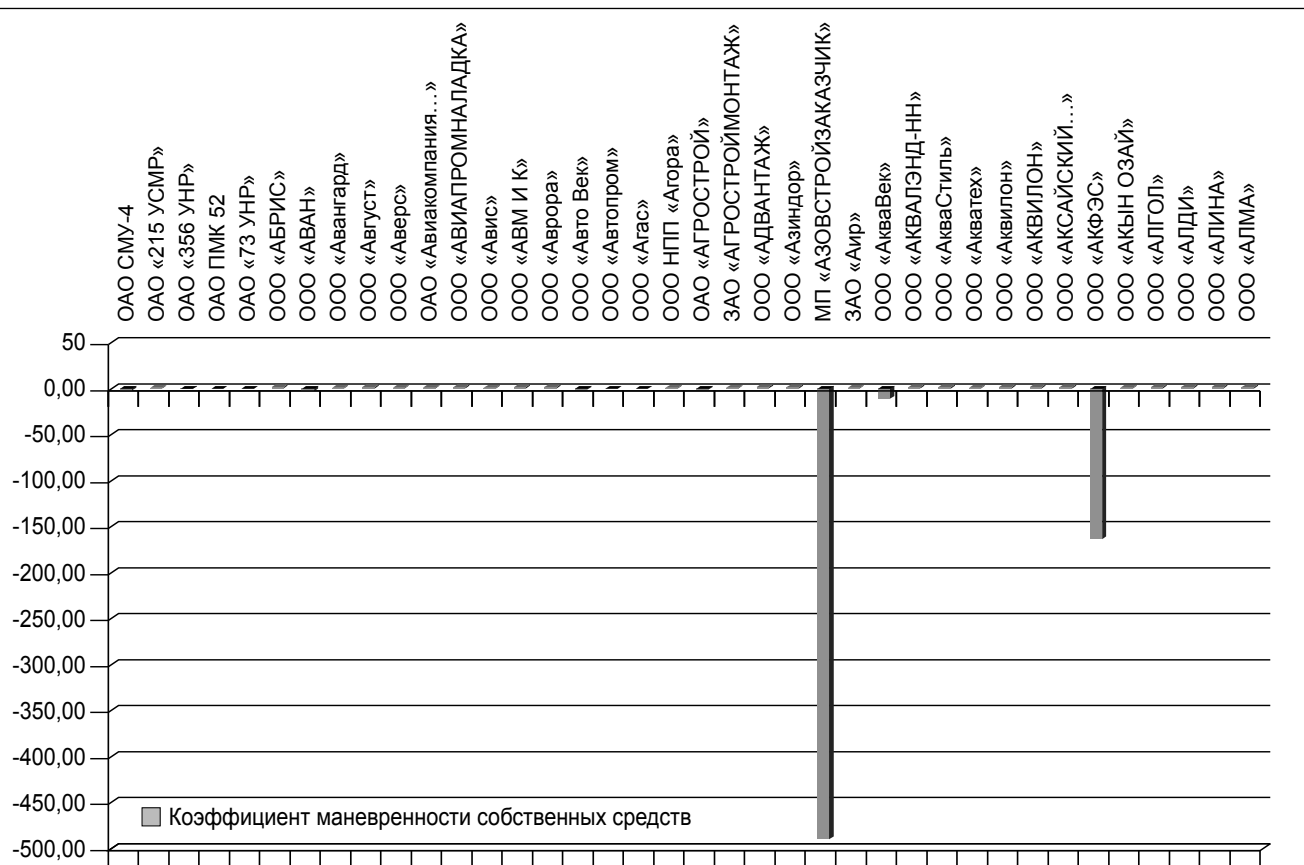 ОАО СМУ-4
ОАО «215 УСМР»
ОАО «356 УНР»
ОАО ПМК 52
ОАО «73 УНР»
ООО «АБРИС»
ООО «АВАН»
ООО «Авангард»
ООО «Август»
ООО «Аверс»
ОАО «Авиакомпания…»
ООО «АВИАПРОМНАЛАДКА»
ООО «Авис»
ООО «АВМ И К»
ООО «Аврора»
ООО «Авто Век»
ООО «Автопром»
ООО «Агас»
ООО НПП «Агора»
ОАО «АГРОСТРОЙ»
ЗАО «АГРОСТРОЙМОНТАЖ»
ООО «АДВАНТАЖ»
ООО «Азиндор»
МП «АЗОВСТРОЙЗАКАЗЧИК»
ЗАО «Аир»
ООО «АкваВек»
ООО «АКВАЛЭНД-НН»
ООО «АкваСтиль»
ООО «Акватех»
ООО «Аквилон»
ООО «АКВИЛОН»
ООО «АКСАЙСКИЙ…»
ООО «АКФЭС»
ООО «АКЫН ОЗАЙ»
ООО «АЛГОЛ»
ООО «АЛДИ»
ООО «АЛИНА»
ООО «АЛМА»
50
0,00
-50,00
-100,00
-150,00
-200,00
-250,00
-300,00
-350,00
-400,00
-450,00
Коэффициент маневренности собственных средств
-500,00